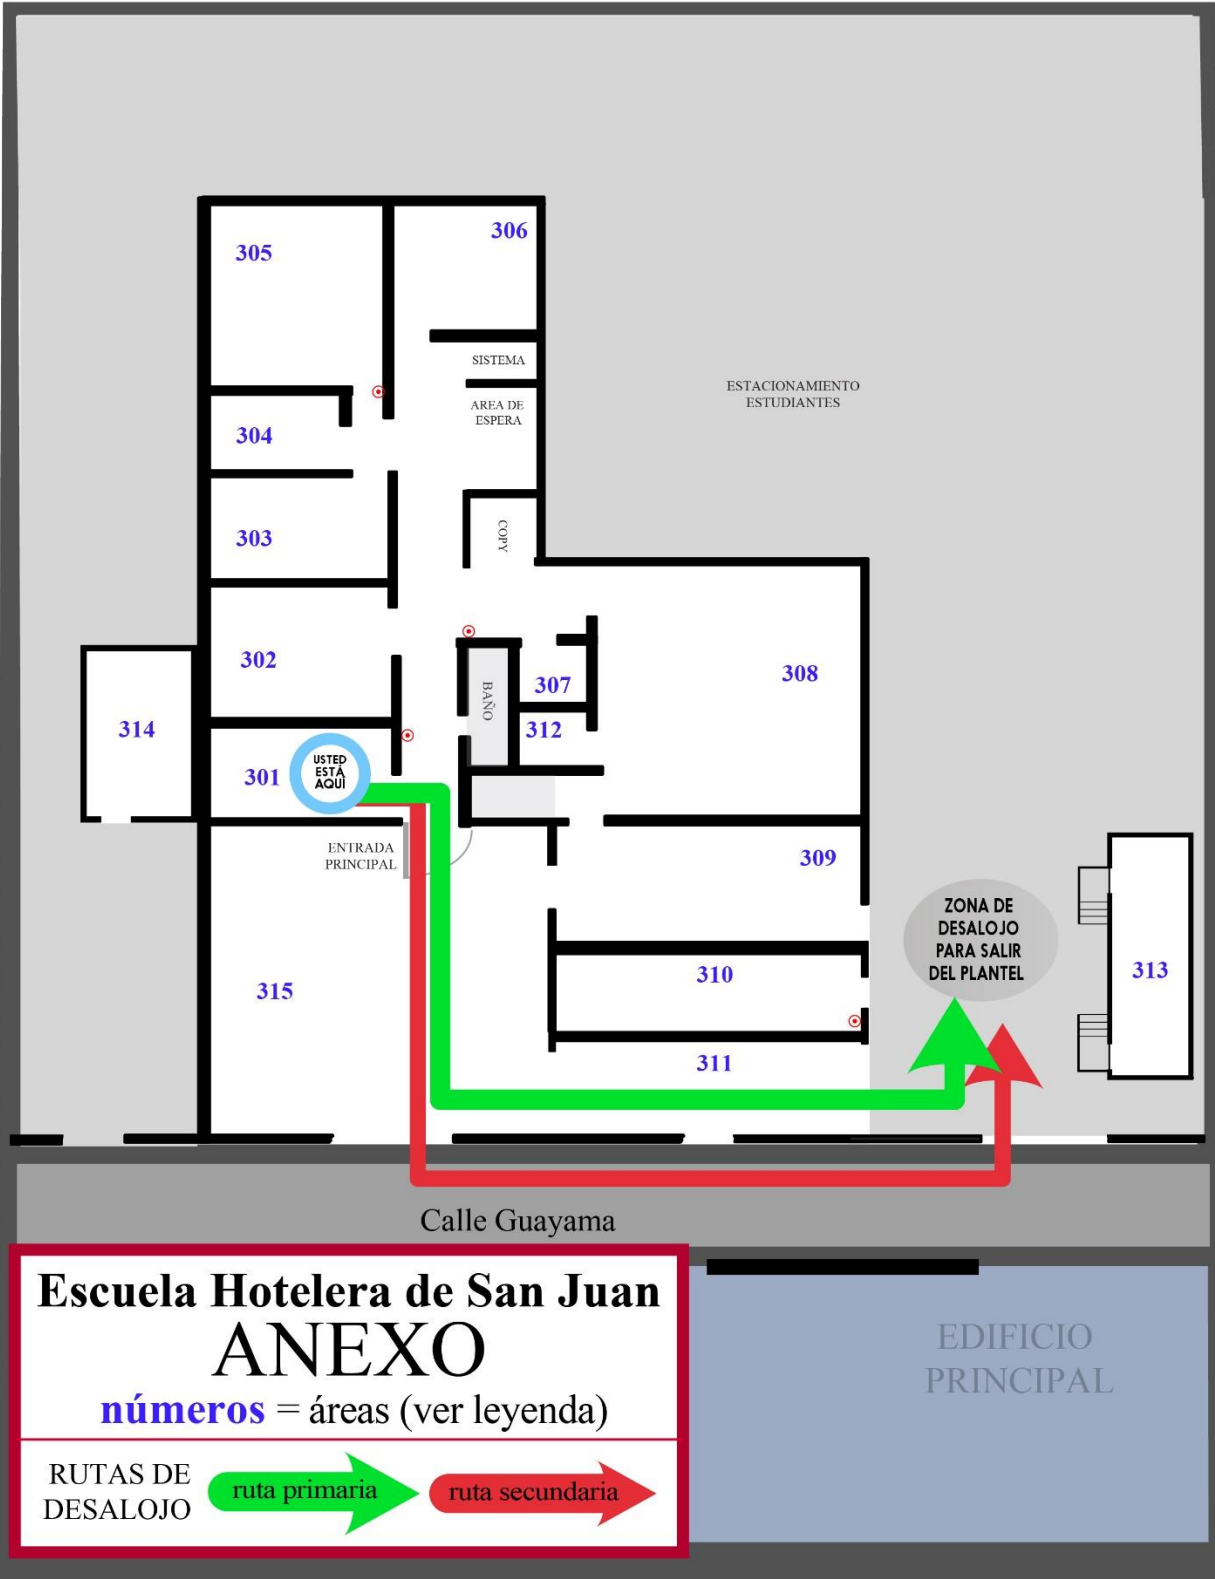 305
306
SISTEMA
AREA DE
ESPERA
ESTACIONAMIENTO
ESTUDIANTES
304
303
COPY
302
BAÑO
307
308
314
312
301
USTED
ESTÁ
AQUÍ
ENTRADA
PRINCIPAL
309
ZONA DE
DESALOJO
PARA SALIR
DEL PLANTEL
310
313
315
311
Calle Guayama
Escuela Hotelera de San Juan
ANEXO
números = áreas (ver leyenda)
RUTAS DE
DESALOJO
ruta primaria
ruta secundaria
EDIFICIO
PRINCIPAL